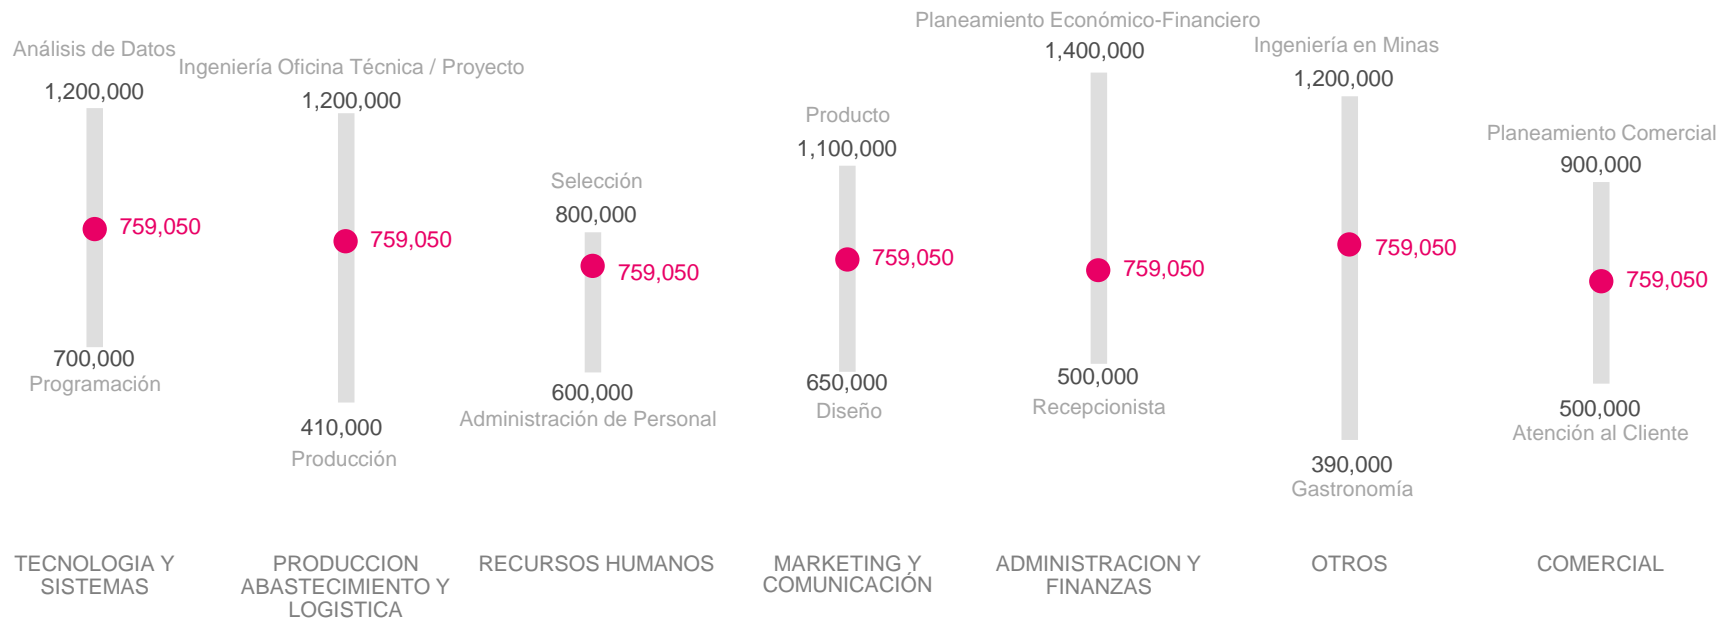 Análisis de Datos
1,200,000
759,050
700,000
Programación
TECNOLOGIA Y
SISTEMAS
Ingeniería Oficina Técnica / Proyecto
1,200,000
759,050
410,000
Producción
PRODUCCION
ABASTECIMIENTO Y
LOGISTICA
Selección
800,000
759,050
600,000
Administración de Personal
RECURSOS HUMANOS
Producto
1,100,000
759,050
650,000
Diseño
MARKETING Y
COMUNICACIÓN
Planeamiento Económico-Financiero
1,400,000
759,050
500,000
Recepcionista
ADMINISTRACION Y
FINANZAS
Ingeniería en Minas
1,200,000
759,050
390,000
Gastronomía
OTROS
Planeamiento Comercial
900,000
759,050
500,000
Atención al Cliente
COMERCIAL